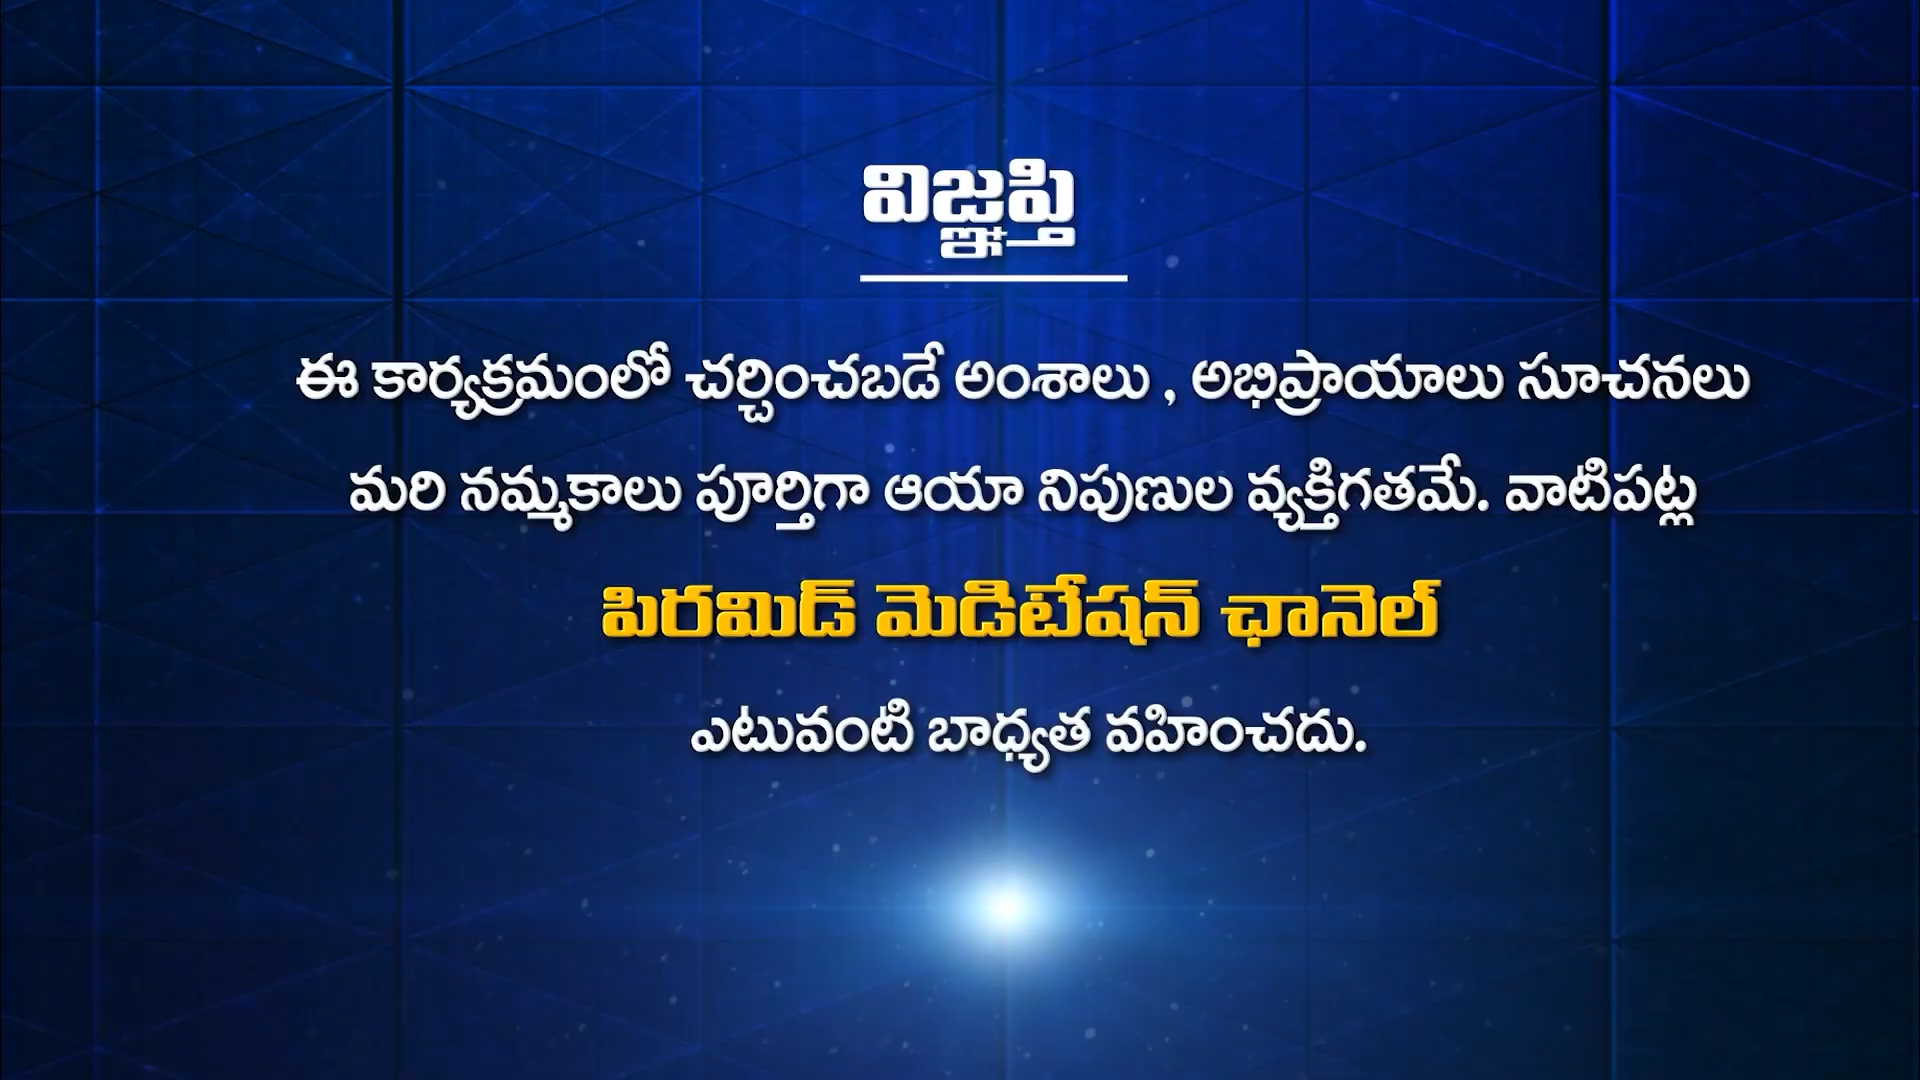 విజ్ఞప్తి
ఈ కార్యక్రమంలో చర్చించబడే అంశాలు , అభిప్రాయాలు సూచనలు
మరి నమ్మకాలు పూర్తిగా ఆయా నిపుణుల వ్యక్తిగతమే. వాటిపట్ల
పిరమిడ్ మెడిటేషన్ ఛానెల్
ఎటువంటి బాధ్యత వహించదు.